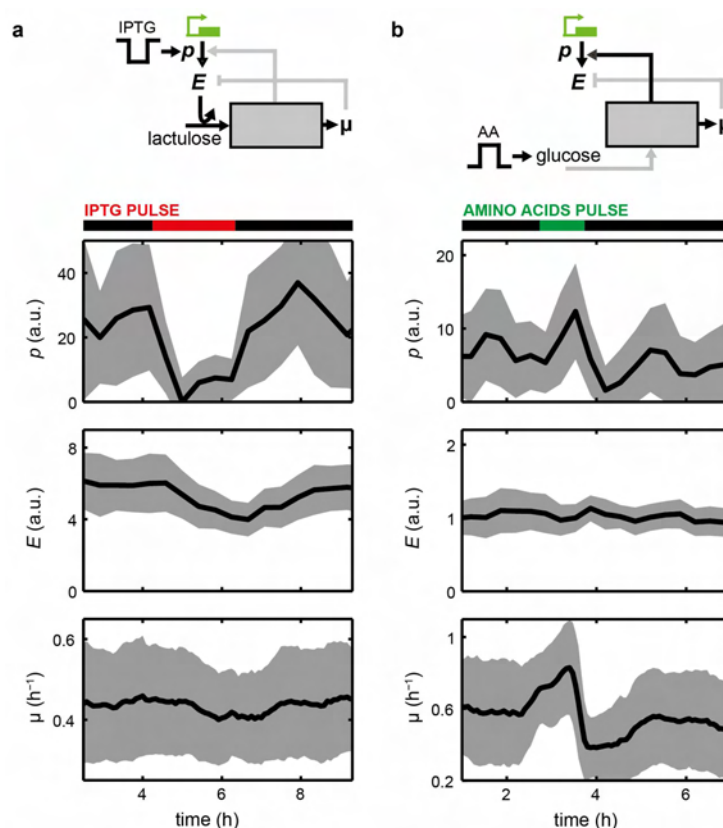 a
IPTG
p
E
lactulose
μ
IPTG PULSE
p (a.u.)
40
20
0
E (a.u.)
8
4
0
μ (h⁻¹)
0.6
0.4
4 6 8
time (h)
b
p
E
AA
glucose
μ
AMINO ACIDS PULSE
p (a.u.)
20
10
0
E (a.u.)
2
1
0
μ (h⁻¹)
1
0.6
0.2
2 4 6
time (h)